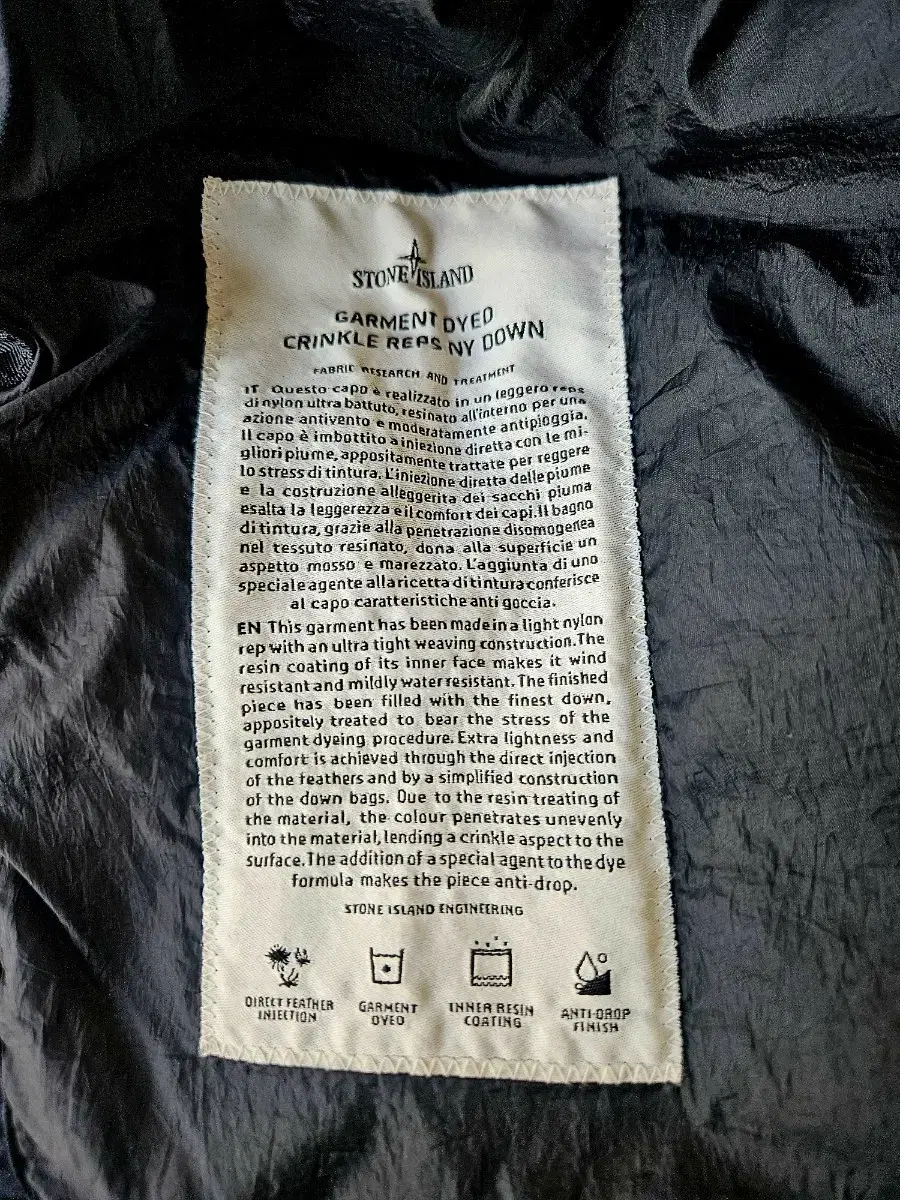 STONE ISLAND
GARMENT DYED
CRINKLE REPS NY DOWN
FABRIC RESEARCH AND TREATMENT
IT Questo capo è realizzato in un leggero reps
di nylon ultra battuto, resinato all'interno per una
azione antivento e moderatamente antipioggia.
Il capo è imbottito a iniezione diretta con le mi-
gliori piume, appositamente trattate per reggere
lo stress di tintura. L'iniezione diretta delle piume
e la costruzione alleggerita dei sacchi piuma
esalta la leggerezza e il comfort dei capi. Il bagno
di tintura, grazie alla penetrazione disomogenea
nel tessuto resinato, dona alla superficie un
aspetto mosso e marezzato. L'aggiunta di uno
speciale agente alla ricetta di tintura conferisce
al capo caratteristiche anti goccia.
EN This garment has been made in a light nylon
rep with an ultra tight weaving construction. The
resin coating of its inner face makes it wind
resistant and mildly water resistant. The finished
piece has been filled with the finest down,
appositely treated to bear the stress of the
garment dyeing procedure. Extra lightness and
comfort is achieved through the direct injection
of the feathers and by a simplified construction
of the down bags. Due to the resin treating of
the material, the colour penetrates unevenly
into the material, lending a crinkle aspect to the
surface. The addition of a special agent to the dye
formula makes the piece anti-drop.
STONE ISLAND ENGINEERING
DIRECT FEATHER
INJECTION
GARMENT
DYED
INNER RESIN
COATING
ANTI-DROP
FINISH